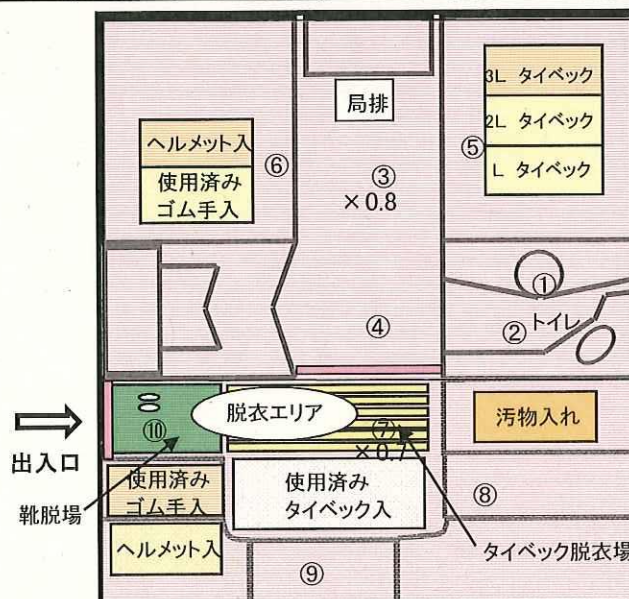 3L タイベック
2L タイベック
L タイベック
⑤
局排
③
×0.8
ヘルメット入
使用済み
ゴム手入
⑥
①
②
トイレ
④
脱衣エリア
⑩
⑦
×0.7
汚物入れ
出入口
靴脱場
使用済み
ゴム手入
使用済み
タイベック入
⑧
ヘルメット入
タイベック脱衣場
⑨